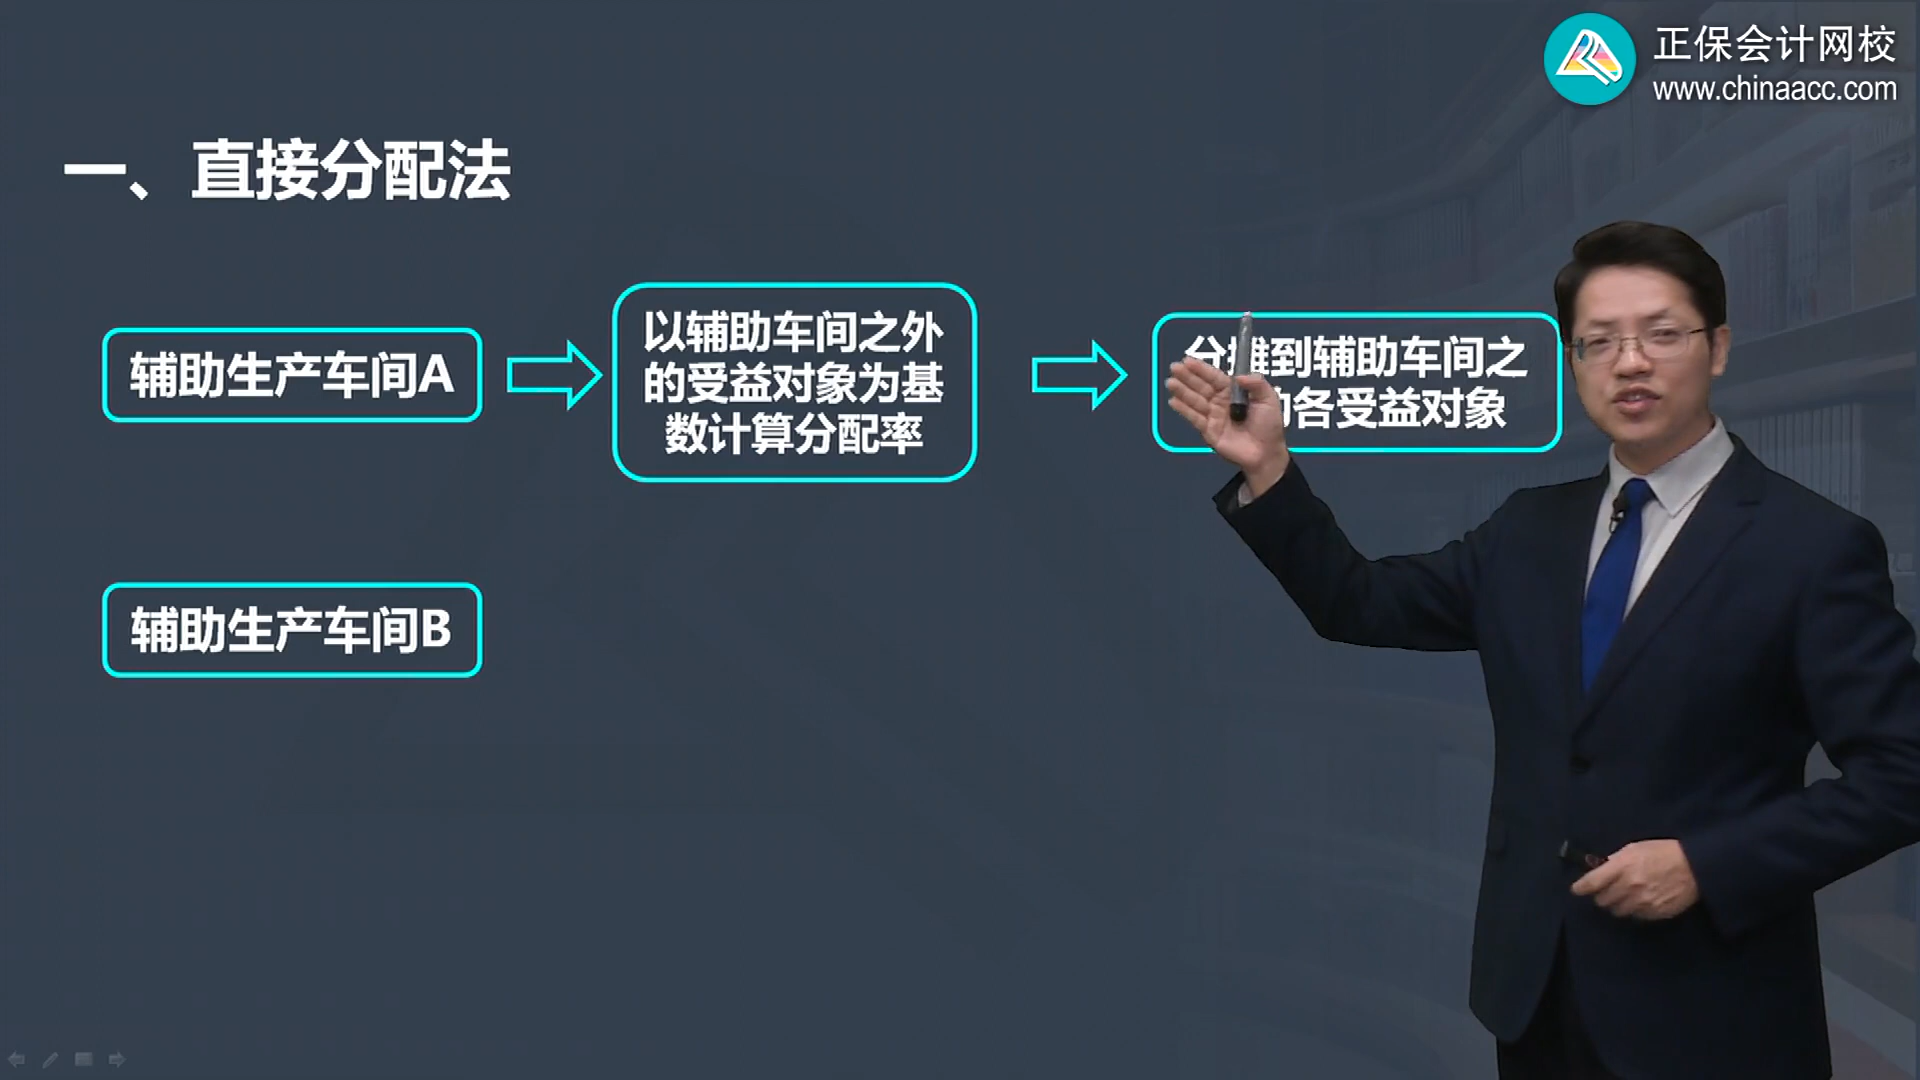 正保会计网校
www.chinaacc.com
一、直接分配法
辅助生产车间A
以辅助车间之外
的受益对象为基
数计算分配率
摊到辅助车间之
各受益对象
辅助生产车间B